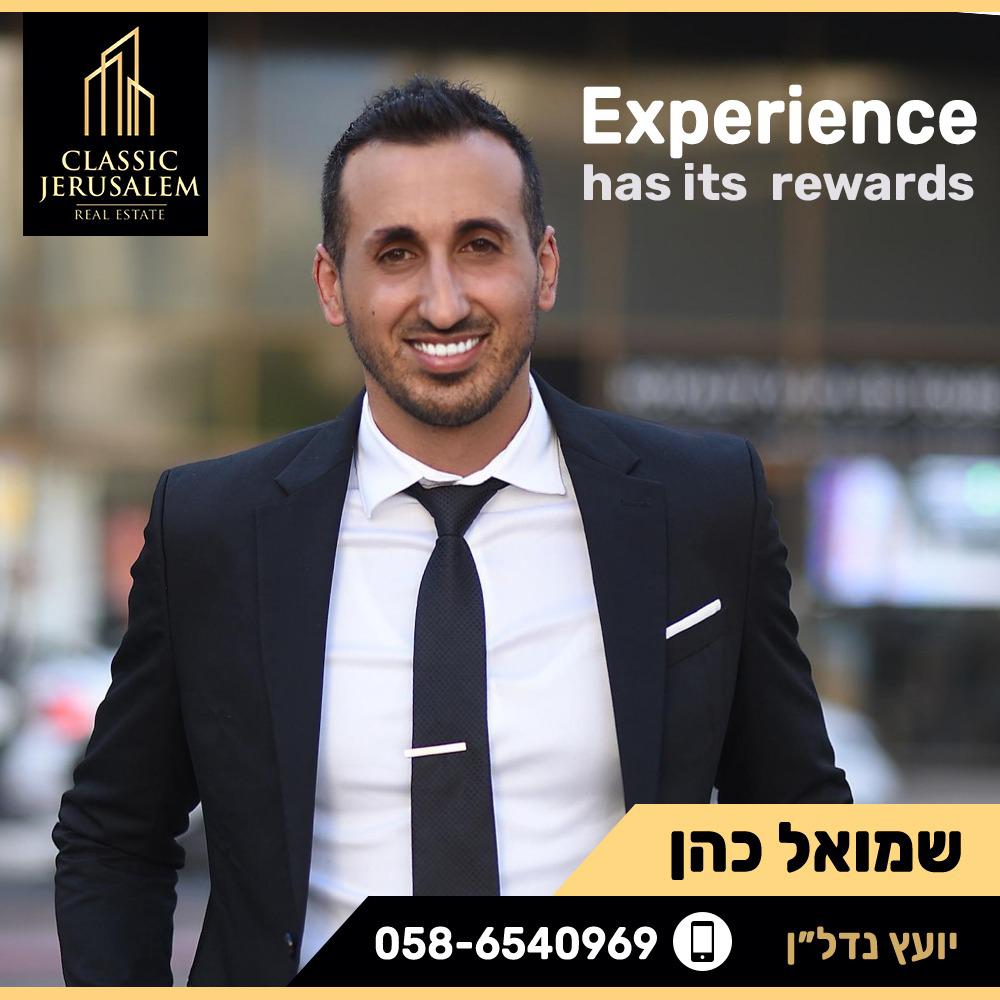 CLASSIC
JERUSALEM
REAL ESTATE
Experience
has its rewards
שמואל כהן
יועץ נדל"ן
058-6540969